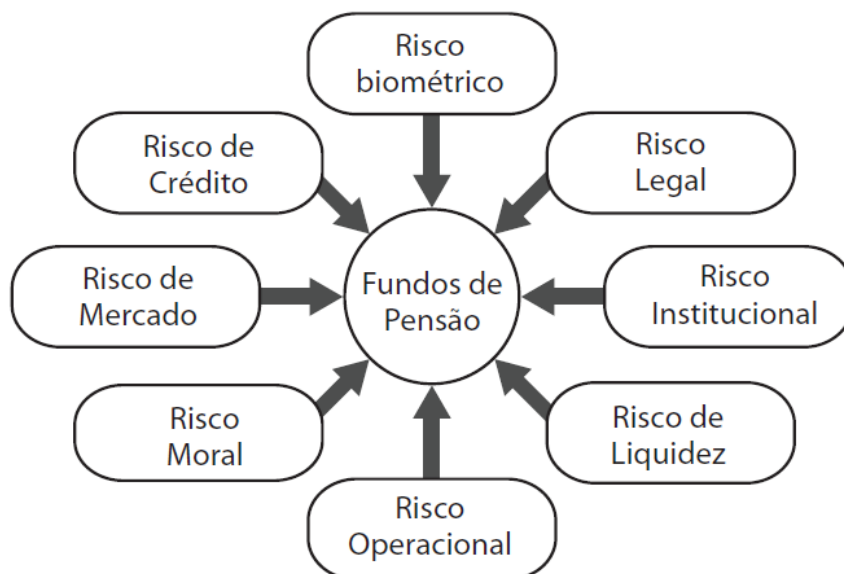 Risco
biométrico
Risco de
Crédito
Risco
Legal
Risco de
Mercado
Fundos de
Pensão
Risco
Institucional
Risco
Moral
Risco de
Liquidez
Risco
Operacional